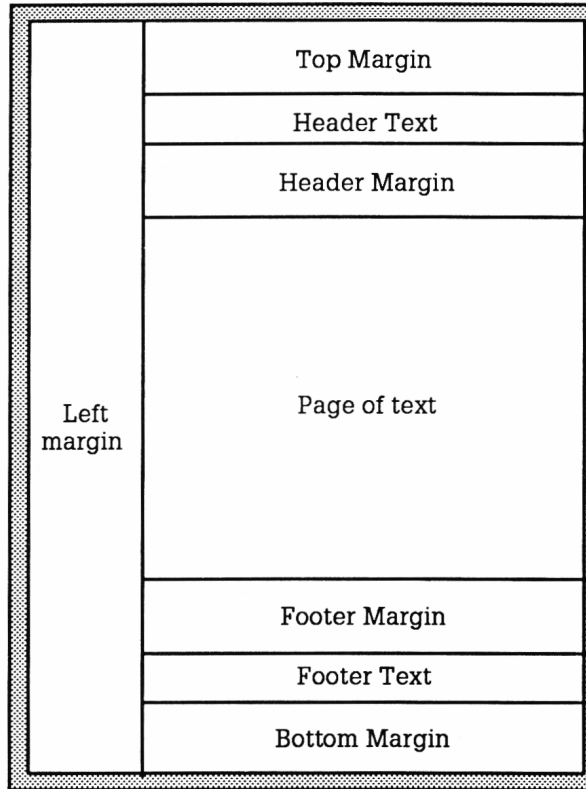 Top Margin
Header Text
Header Margin
Left
margin
Page of text
Footer Margin
Footer Text
Bottom Margin